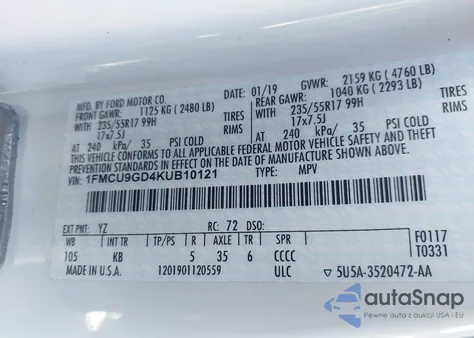 MFD. BY FORD MOTOR CO. 01/19 GVWR: 2159 KG (4760 LB)
FRONT GAWR: 1125 KG (2480 LB) REAR GAWR: 1040 KG (2293 LB)
WITH 235/55R17 99H TIRES WITH 235/55R17 99H TIRES
17x7.5J RIMS 17x7.5J RIMS
AT 240 kPa/ 35 PSI COLD AT 240 kPa/ 35 PSI COLD
THIS VEHICLE CONFORMS TO ALL APPLICABLE FEDERAL MOTOR VEHICLE SAFETY AND THEFT
PREVENTION STANDARDS IN EFFECT ON THE DATE OF MANUFACTURE SHOWN ABOVE.
VIN: 1FMCU9GD4KUB10121 TYPE: MPV
EXT PNT: YZ RC: 72 DSO: F0117
WB INT TR TP/PS R AXLE TR SPR T0331
105 KB 5 35 6 CCCC
MADE IN U.S.A. 1201901120559 ULC ▽ 5U5A-3520472-AA
autaSnap
Pewne auta z USA - EU